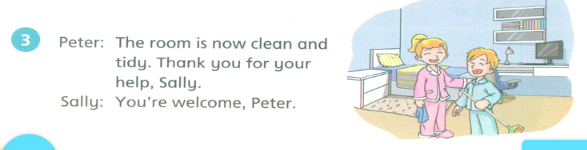 3
Peter: The room is now clean and
tidy. Thank you for your
help, Sally.
Sally: You're welcome, Peter.